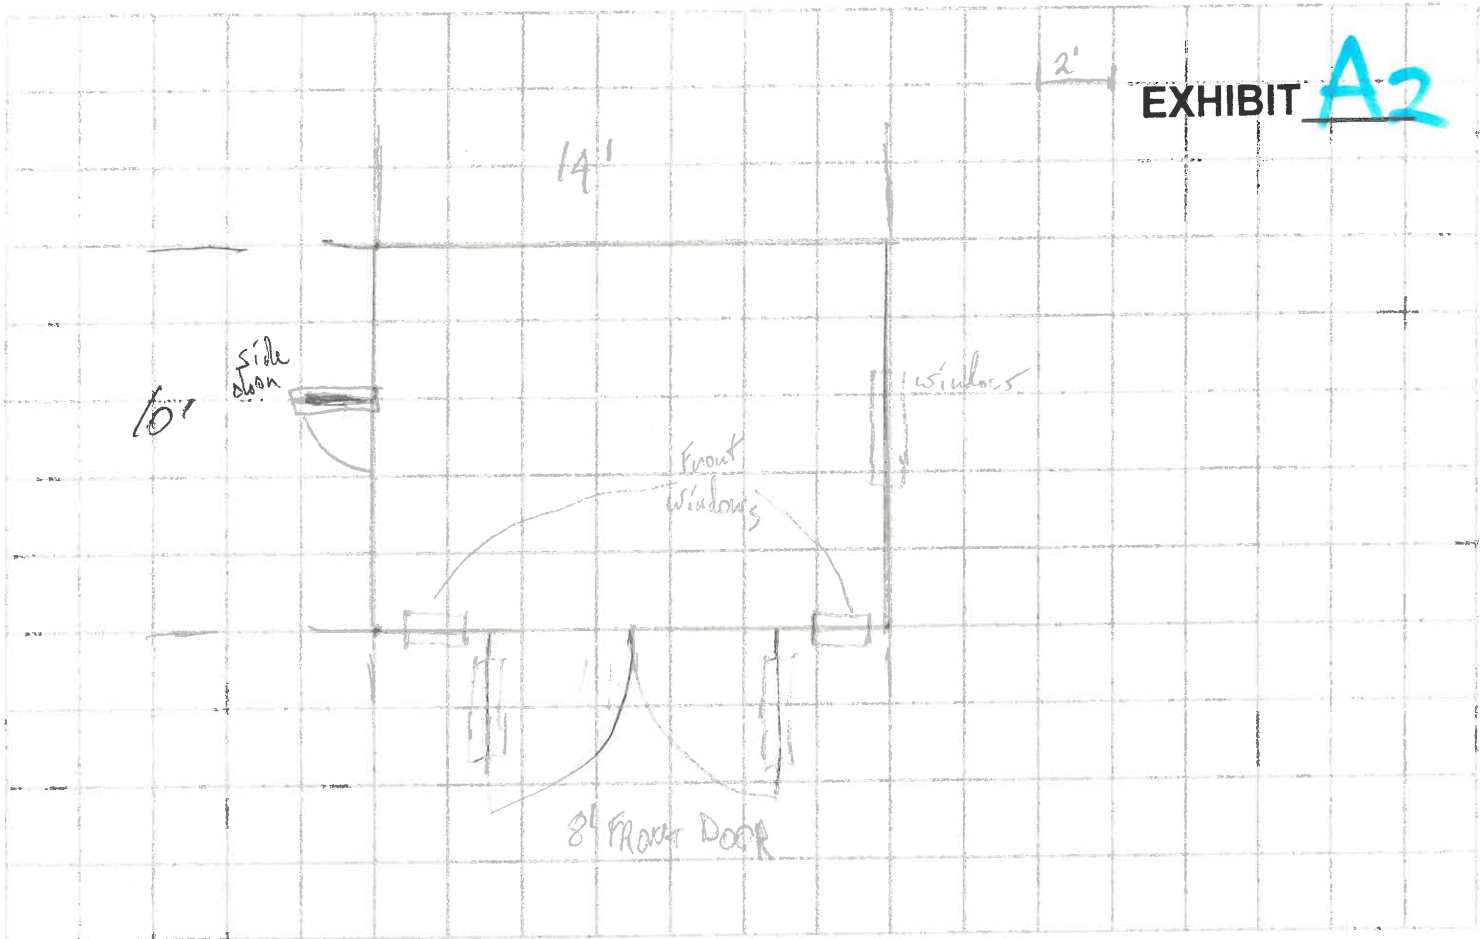 2'
EXHIBIT A2
14'
side
door
10'
windows
Front
windows
8' FRONT DOOR